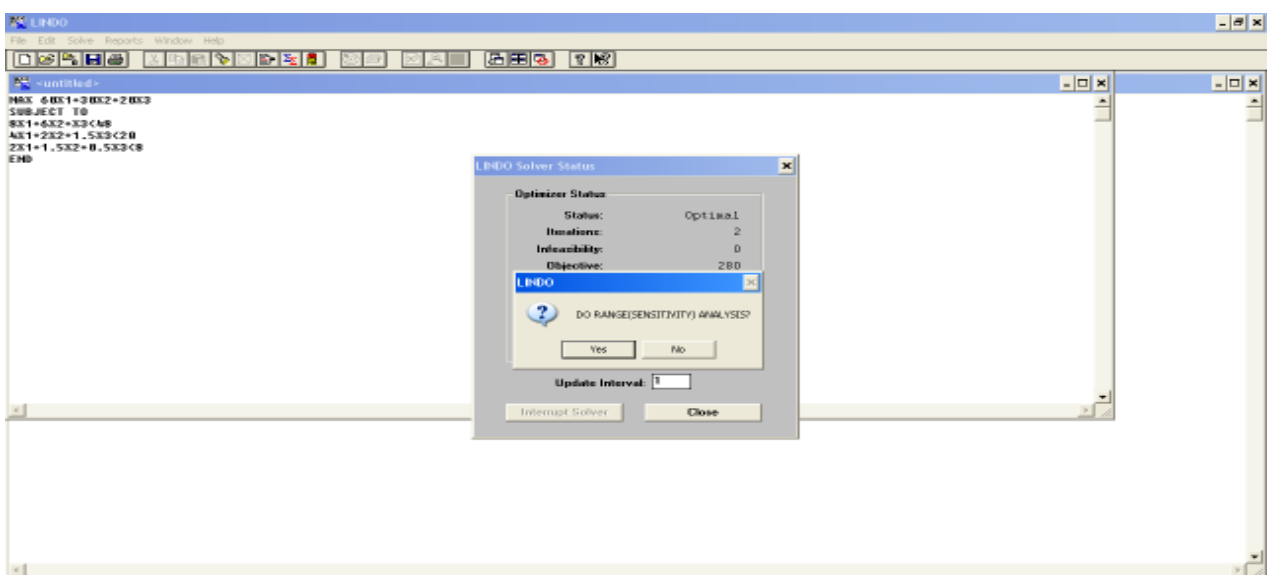 LINDO
File Edit Solve Reports Window Help
<untitled>
MAX 60X1+30X2+20X3
SUBJECT TO
8X1+6X2+X3<48
4X1+2X2+1.5X3<20
2X1+1.5X2+0.5X3<8
END
LINDO Solver Status
Optimizer Status
Status: Optimal
Iterations: 2
Infeasibility: 0
Objective: 280
LINDO
DO RANGE(SENSITIVITY) ANALYSIS?
Yes No
Update Interval: 1
Interrupt Solver Close